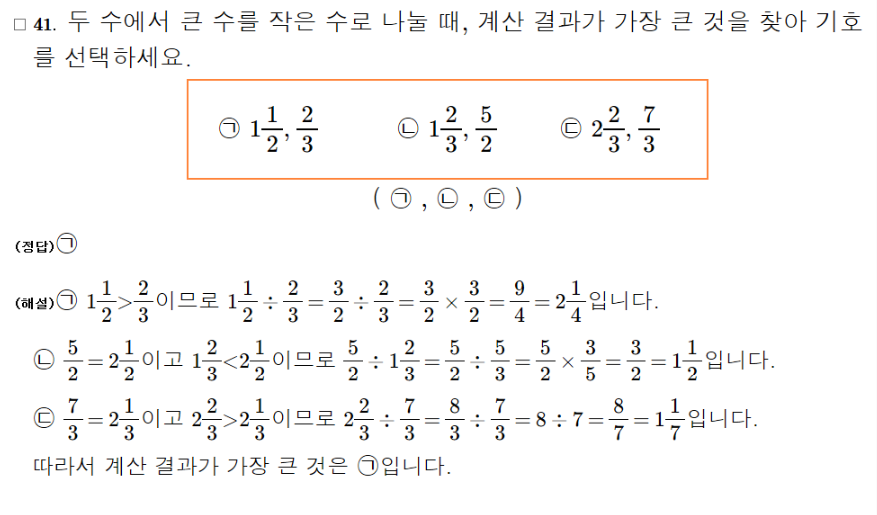 □ 41. 두 수에서 큰 수를 작은 수로 나눌 때, 계산 결과가 가장 큰 것을 찾아 기호
를 선택하세요.
㉠ 1 1/2, 2/3 ㉡ 1 2/3, 5/2 ㉢ 2 2/3, 7/3
( ㉠ , ㉡ , ㉢ )
(정답)㉠
(해설)㉠ 1 1/2>2/3이므로 1 1/2÷2/3=3/2÷2/3=3/2×3/2=9/4=2 1/4입니다.
㉡ 5/2=2 1/2이고 1 2/3<2 1/2이므로 5/2÷1 2/3=5/2÷5/3=5/2×3/5=3/2=1 1/2입니다.
㉢ 7/3=2 1/3이고 2 2/3>2 1/3이므로 2 2/3÷7/3=8/3÷7/3=8÷7=8/7=1 1/7입니다.
따라서 계산 결과가 가장 큰 것은 ㉠입니다.